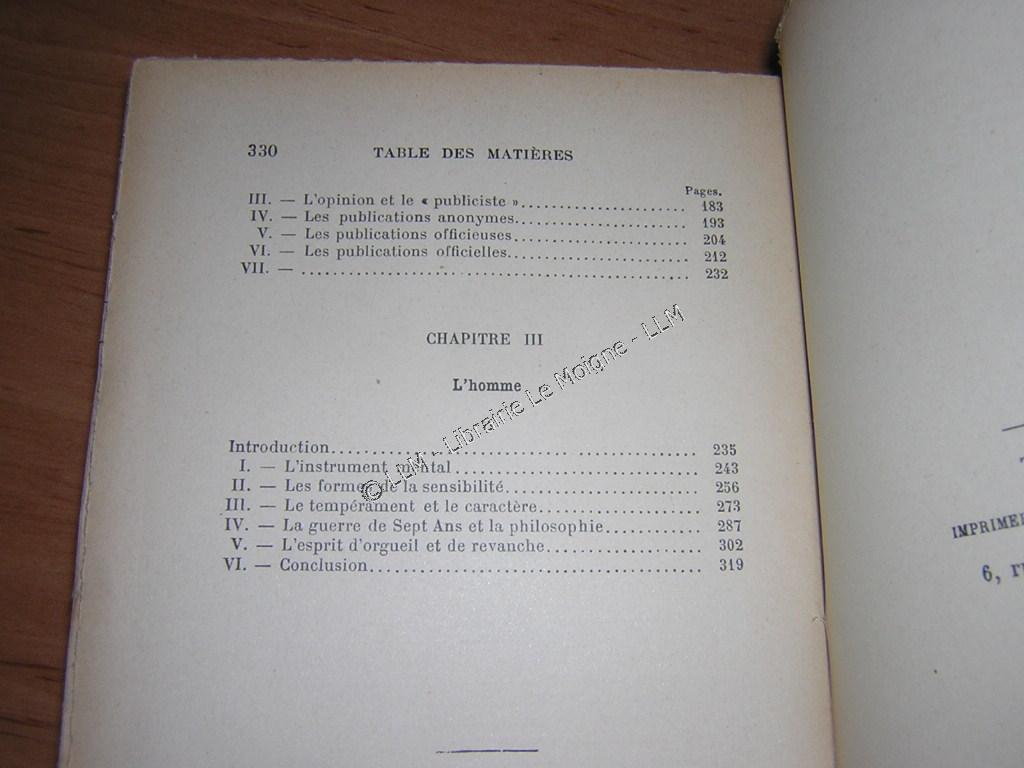 330 TABLE DES MATIÈRES
Pages.
III. — L'opinion et le « publiciste ».............................. 183
IV. — Les publications anonymes.............................. 193
V. — Les publications officieuses.............................. 204
VI. — Les publications officielles.............................. 212
VII. — .............................. 232
CHAPITRE III
L'homme
Introduction.............................. 235
I. — L'instrument mental.............................. 243
II. — Les formes de la sensibilité.............................. 256
III. — Le tempérament et le caractère.............................. 273
IV. — La guerre de Sept Ans et la philosophie.............................. 287
V. — L'esprit d'orgueil et de revanche.............................. 302
VI. — Conclusion.............................. 319
© LLM - Librairie Le Moigne - LLM
6,